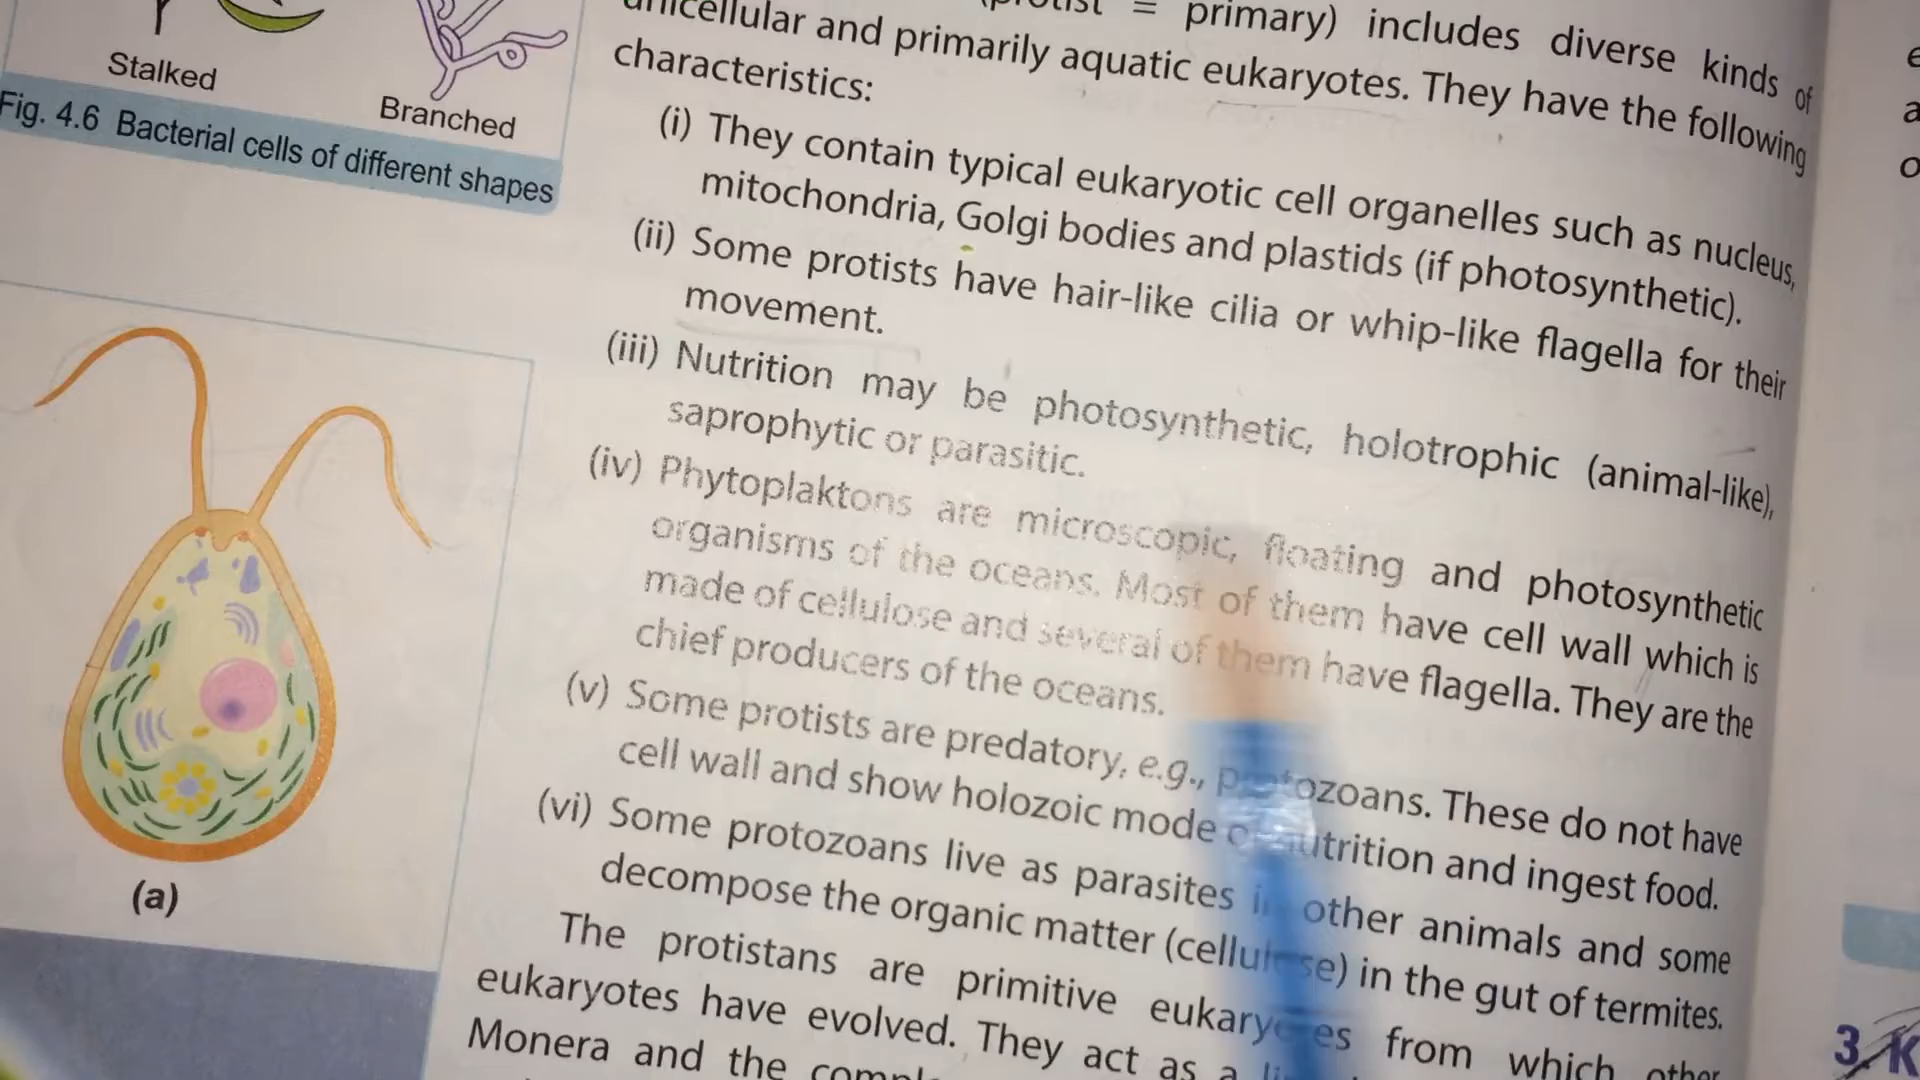 Stalked
Branched
Fig. 4.6 Bacterial cells of different shapes
(a)
= primary) includes diverse kinds of
unicellular and primarily aquatic eukaryotes. They have the following
characteristics:
(i) They contain typical eukaryotic cell organelles such as nucleus,
mitochondria, Golgi bodies and plastids (if photosynthetic).
(ii) Some protists have hair-like cilia or whip-like flagella for their
movement.
(iii) Nutrition may be photosynthetic, holotrophic (animal-like),
saprophytic or parasitic.
(iv) Phytoplaktons are microscopic, floating and photosynthetic
organisms of the oceans. Most of them have cell wall which is
made of cellulose and several of them have flagella. They are the
chief producers of the oceans.
(v) Some protists are predatory, e.g., protozoans. These do not have
cell wall and show holozoic mode of nutrition and ingest food.
(vi) Some protozoans live as parasites in other animals and some
decompose the organic matter (cellulose) in the gut of termites.
The protistans are primitive eukaryotes from which other
eukaryotes have evolved. They act as a
Monera and the
3. K